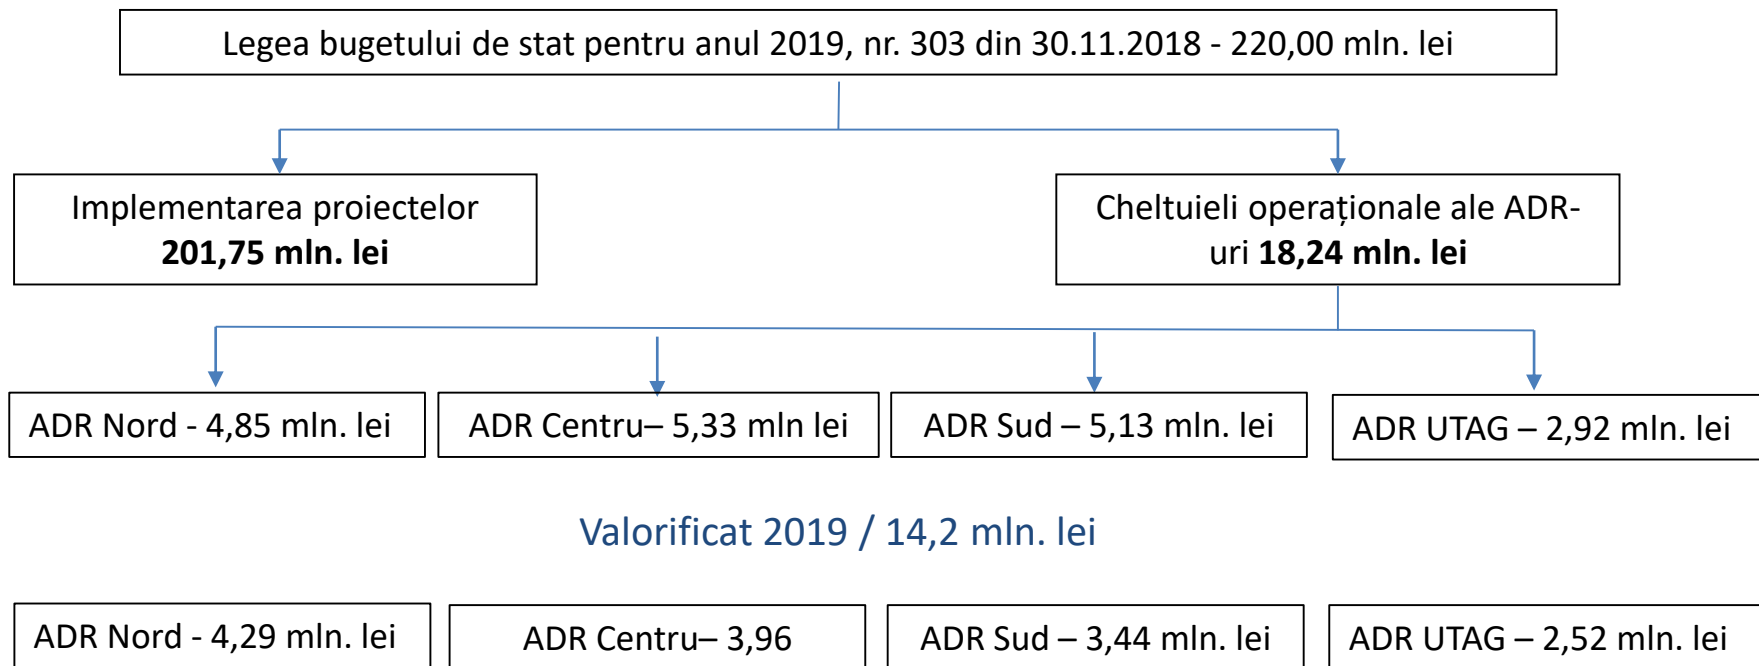 Legea bugetului de stat pentru anul 2019, nr. 303 din 30.11.2018 - 220,00 mln. lei
Implementarea proiectelor
201,75 mln. lei
Cheltuieli operaționale ale ADR-
uri 18,24 mln. lei
ADR Nord - 4,85 mln. lei
ADR Centru– 5,33 mln lei
ADR Sud – 5,13 mln. lei
ADR UTAG – 2,92 mln. lei
Valorificat 2019 / 14,2 mln. lei
ADR Nord - 4,29 mln. lei
ADR Centru– 3,96
ADR Sud – 3,44 mln. lei
ADR UTAG – 2,52 mln. lei